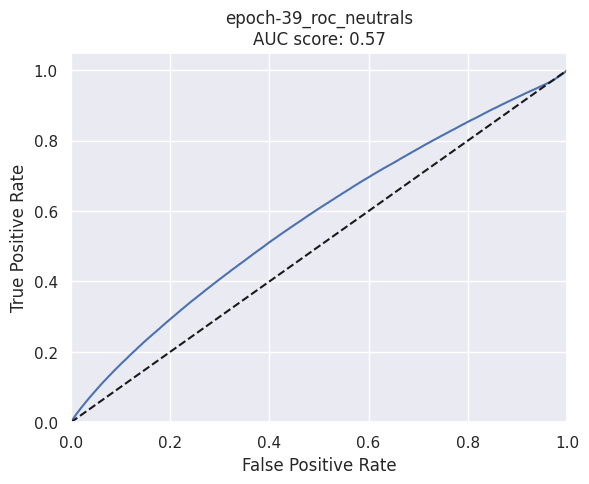 epoch-39_roc_neutrals
AUC score: 0.57
1.0
0.8
0.6
0.4
0.2
0.0
True Positive Rate
0.0 0.2 0.4 0.6 0.8 1.0
False Positive Rate